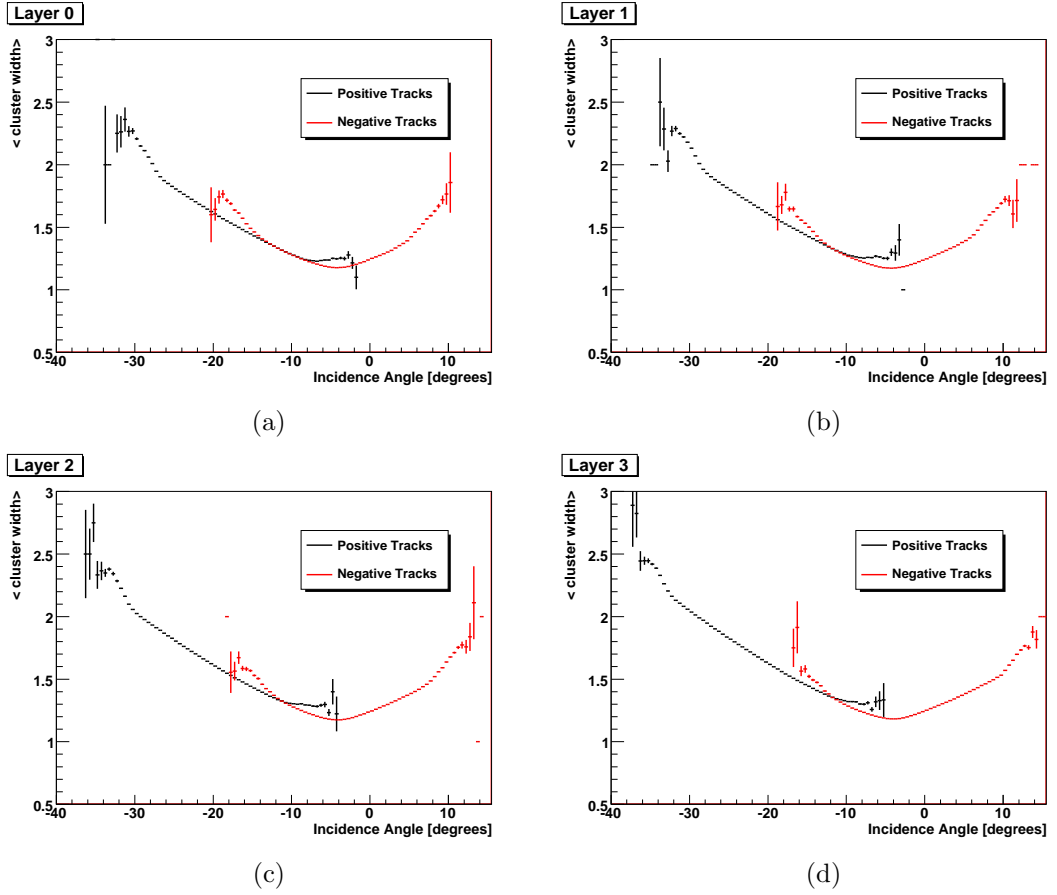 Layer 0
< cluster width>
3
2.5
2
1.5
1
0.5
Positive Tracks
Negative Tracks
-40 -30 -20 -10 0 10
Incidence Angle [degrees]
(a)
Layer 1
< cluster width>
3
2.5
2
1.5
1
0.5
Positive Tracks
Negative Tracks
-40 -30 -20 -10 0 10
Incidence Angle [degrees]
(b)
Layer 2
< cluster width>
3
2.5
2
1.5
1
0.5
Positive Tracks
Negative Tracks
-40 -30 -20 -10 0 10
Incidence Angle [degrees]
(c)
Layer 3
< cluster width>
3
2.5
2
1.5
1
0.5
Positive Tracks
Negative Tracks
-40 -30 -20 -10 0 10
Incidence Angle [degrees]
(d)